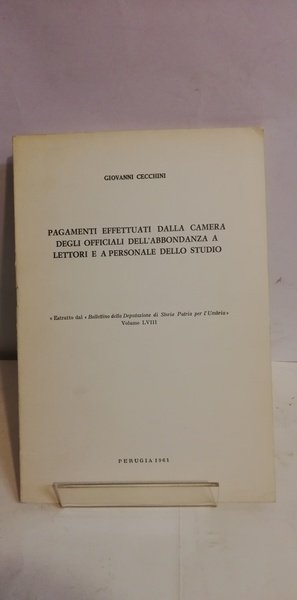 GIOVANNI CECCHINI
PAGAMENTI EFFETTUATI DALLA CAMERA
DEGLI OFFICIALI DELL'ABBONDANZA A
LETTORI E A PERSONALE DELLO STUDIO
«Estratto dal: «Bollettino della Deputazione di Storia Patria per l'Umbria»
Volume LVIII
PERUGIA 1961